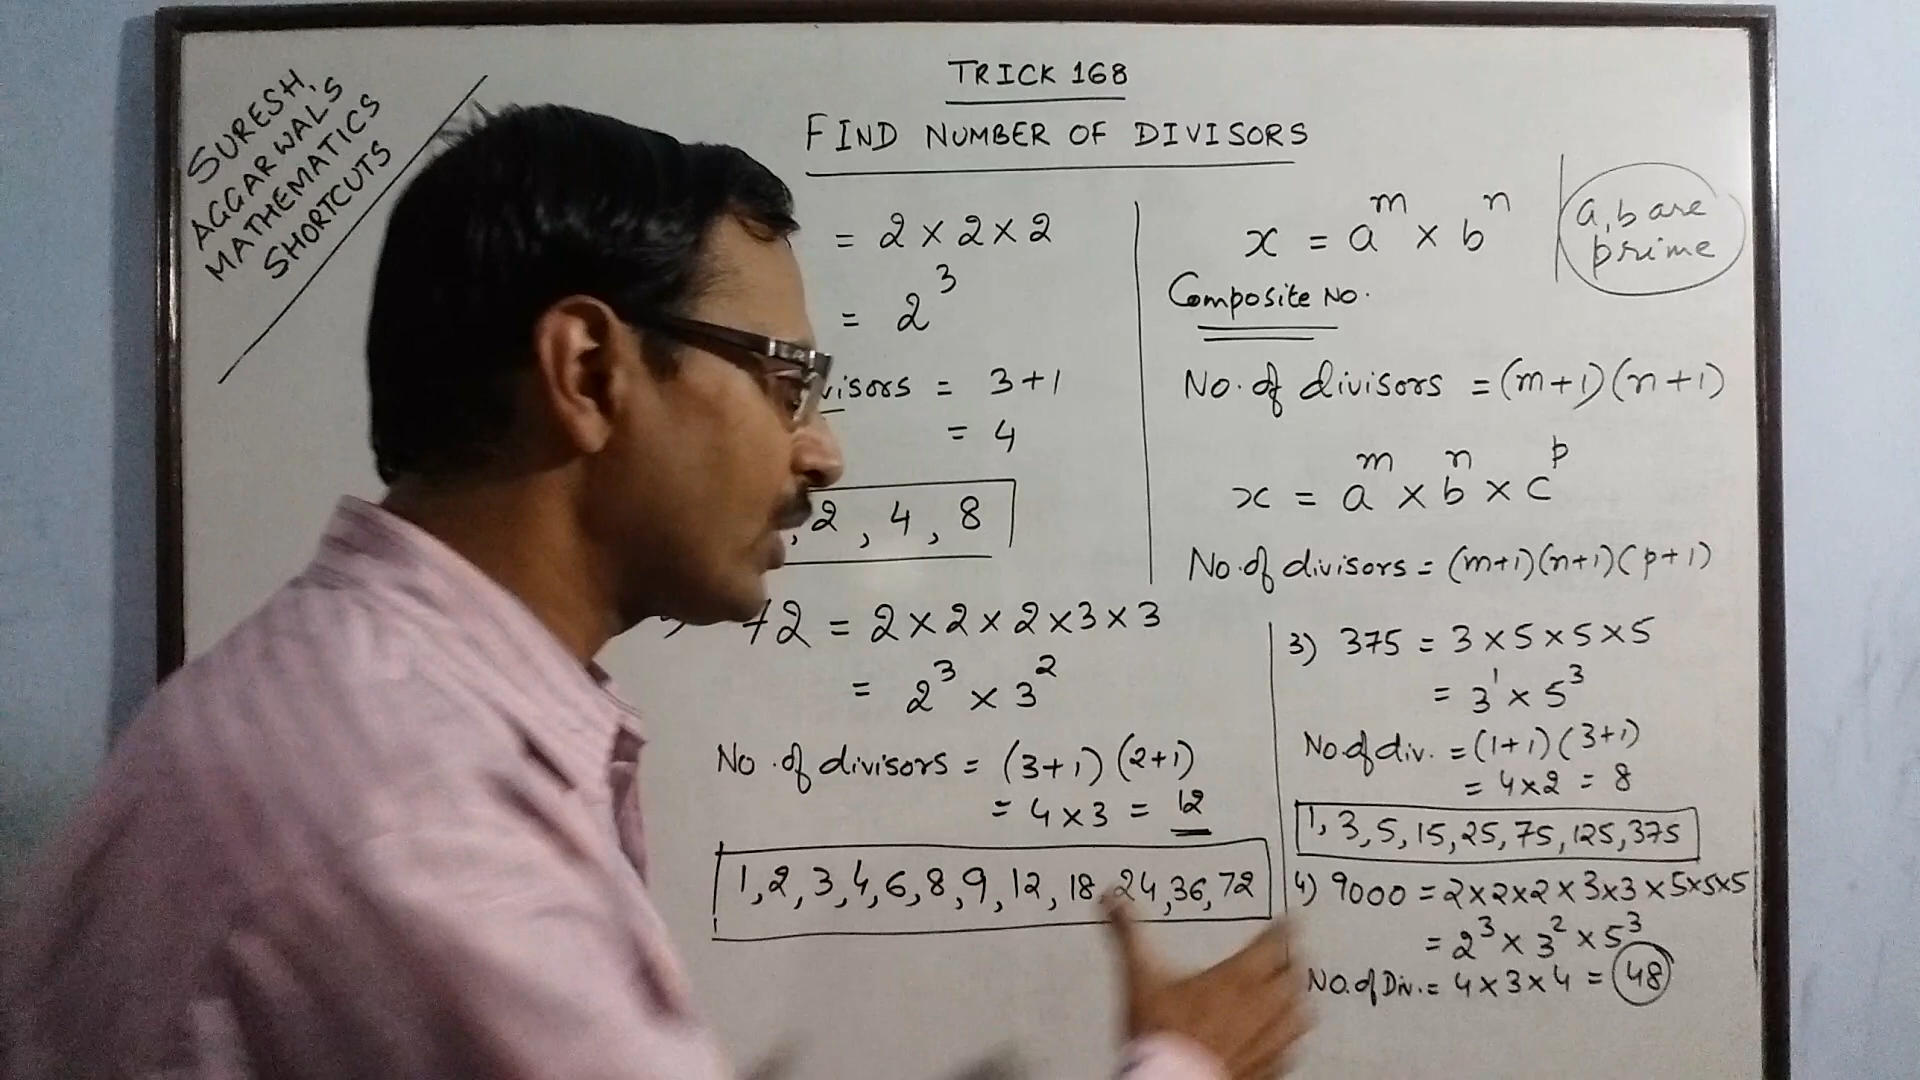 SURESH
AGGARWAL'S
MATHEMATICS
SHORTCUTS
TRICK 168
FIND NUMBER OF DIVISORS
= 2 × 2 × 2
= 2³
visors = 3+1
= 4
, 2 , 4 , 8
x = aᵐ × bⁿ
a, b are
prime
Composite No.
No. of divisors = (m+1)(n+1)
x = aᵐ × bⁿ × cᵖ
No. of divisors = (m+1)(n+1)(p+1)
72 = 2 × 2 × 2 × 3 × 3
= 2³ × 3²
No. of divisors = (3+1)(2+1)
= 4 × 3 = 12
1, 2, 3, 4, 6, 8, 9, 12, 18, 24, 36, 72
3) 375 = 3 × 5 × 5 × 5
= 3¹ × 5³
No. of div. = (1+1)(3+1)
= 4 × 2 = 8
1, 3, 5, 15, 25, 75, 125, 375
4) 9000 = 2×2×2×3×3×5×5×5
= 2³ × 3² × 5³
No. of Div. = 4 × 3 × 4 = 48